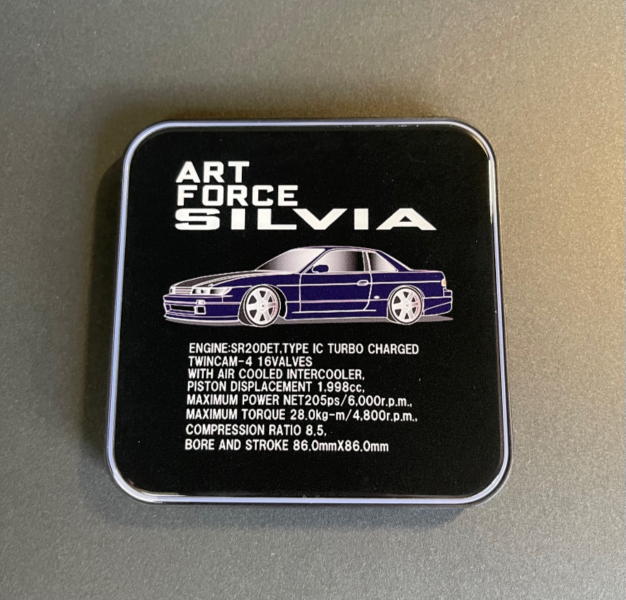 ART
FORCE
SILVIA
ENGINE:SR20DET,TYPE IC TURBO CHARGED
TWINCAM-4 16VALVES
WITH AIR COOLED INTERCOOLER,
PISTON DISPLACEMENT 1,998cc,
MAXIMUM POWER NET205ps/6,000r.p.m.,
MAXIMUM TORQUE 28.0kg-m/4,800r.p.m.,
COMPRESSION RATIO 8.5,
BORE AND STROKE 86.0mmX86.0mm